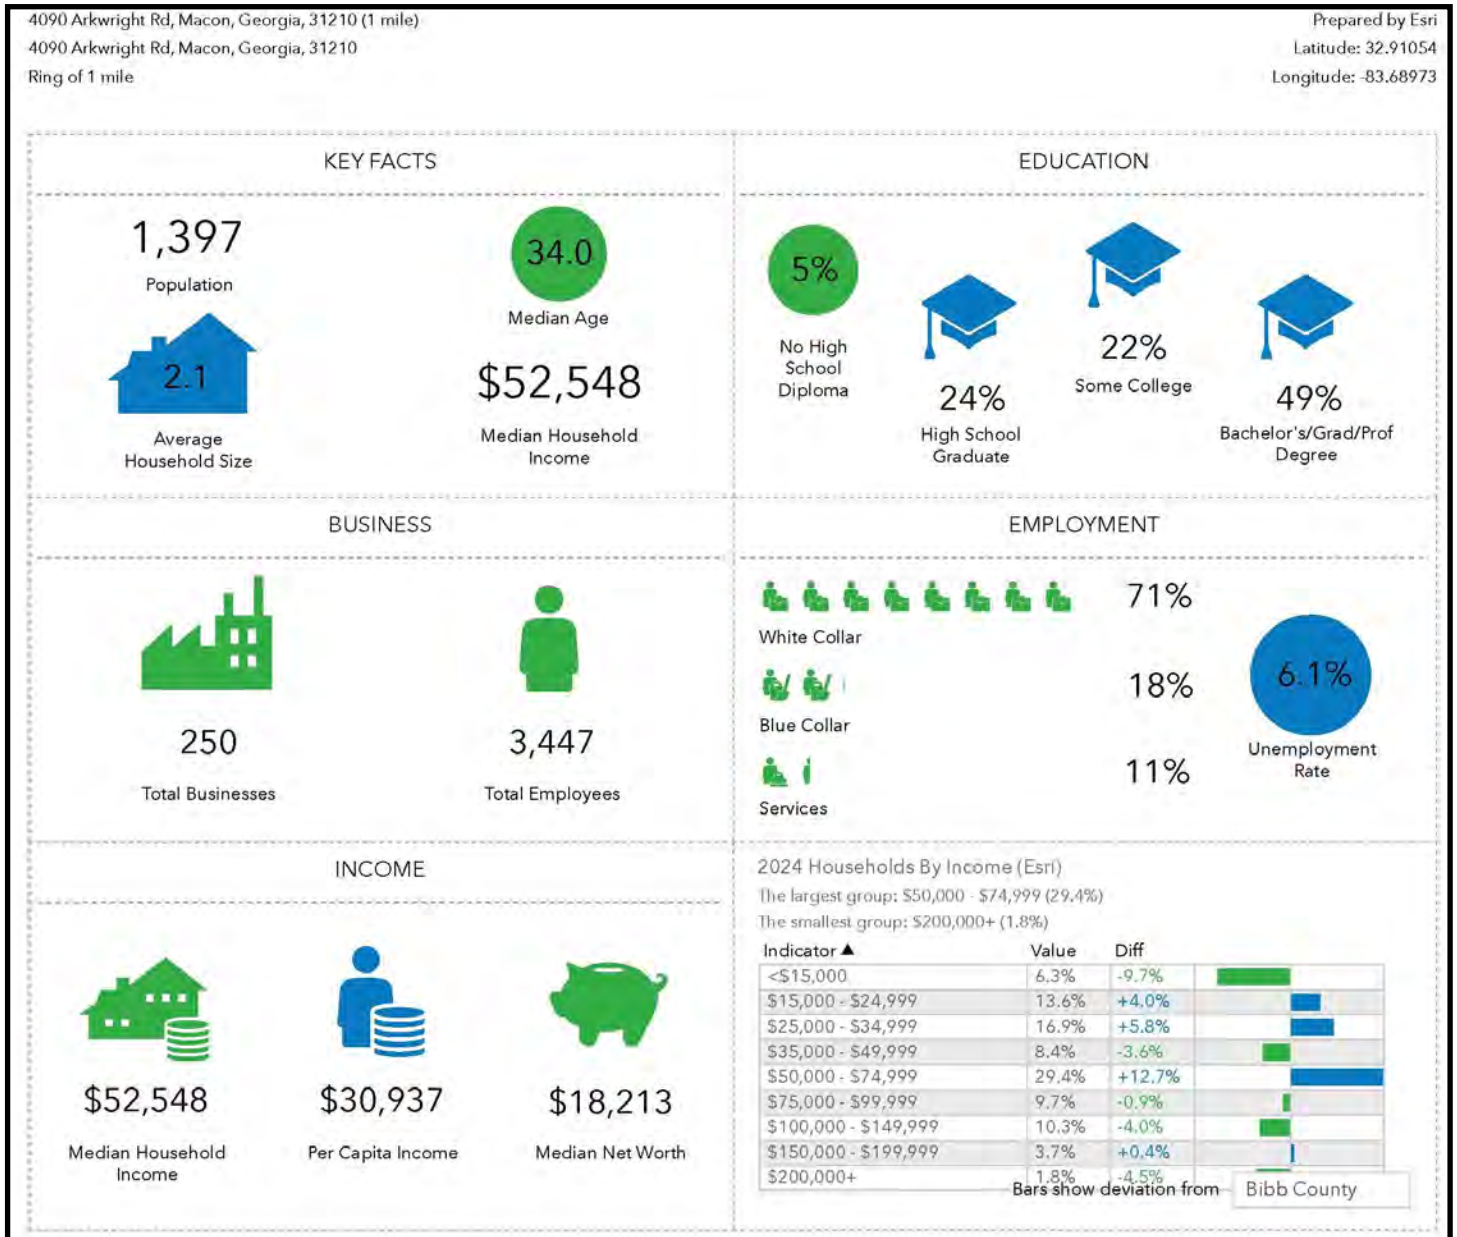 4090 Arkwright Rd, Macon, Georgia, 31210 (1 mile)
4090 Arkwright Rd, Macon, Georgia, 31210
Ring of 1 mile
Prepared by Esri
Latitude: 32.91054
Longitude: -83.68973
KEY FACTS
1,397
Population
34.0
Median Age
2.1
Average
Household Size
$52,548
Median Household
Income
EDUCATION
5%
No High
School
Diploma
24%
High School
Graduate
22%
Some College
49%
Bachelor's/Grad/Prof
Degree
BUSINESS
250
Total Businesses
3,447
Total Employees
EMPLOYMENT
71%
White Collar
18%
Blue Collar
11%
Services
6.1%
Unemployment
Rate
INCOME
$52,548
Median Household
Income
$30,937
Per Capita Income
$18,213
Median Net Worth
2024 Households By Income (Esri)
The largest group: $50,000 - $74,999 (29.4%)
The smallest group: $200,000+ (1.8%)
Indicator ▲ Value Diff
<$15,000 6.3% -9.7%
$15,000 - $24,999 13.6% +4.0%
$25,000 - $34,999 16.9% +5.8%
$35,000 - $49,999 8.4% -3.6%
$50,000 - $74,999 29.4% +12.7%
$75,000 - $99,999 9.7% -0.9%
$100,000 - $149,999 10.3% -4.0%
$150,000 - $199,999 3.7% +0.4%
$200,000+ 1.8% -4.5%
Bars show deviation from Bibb County